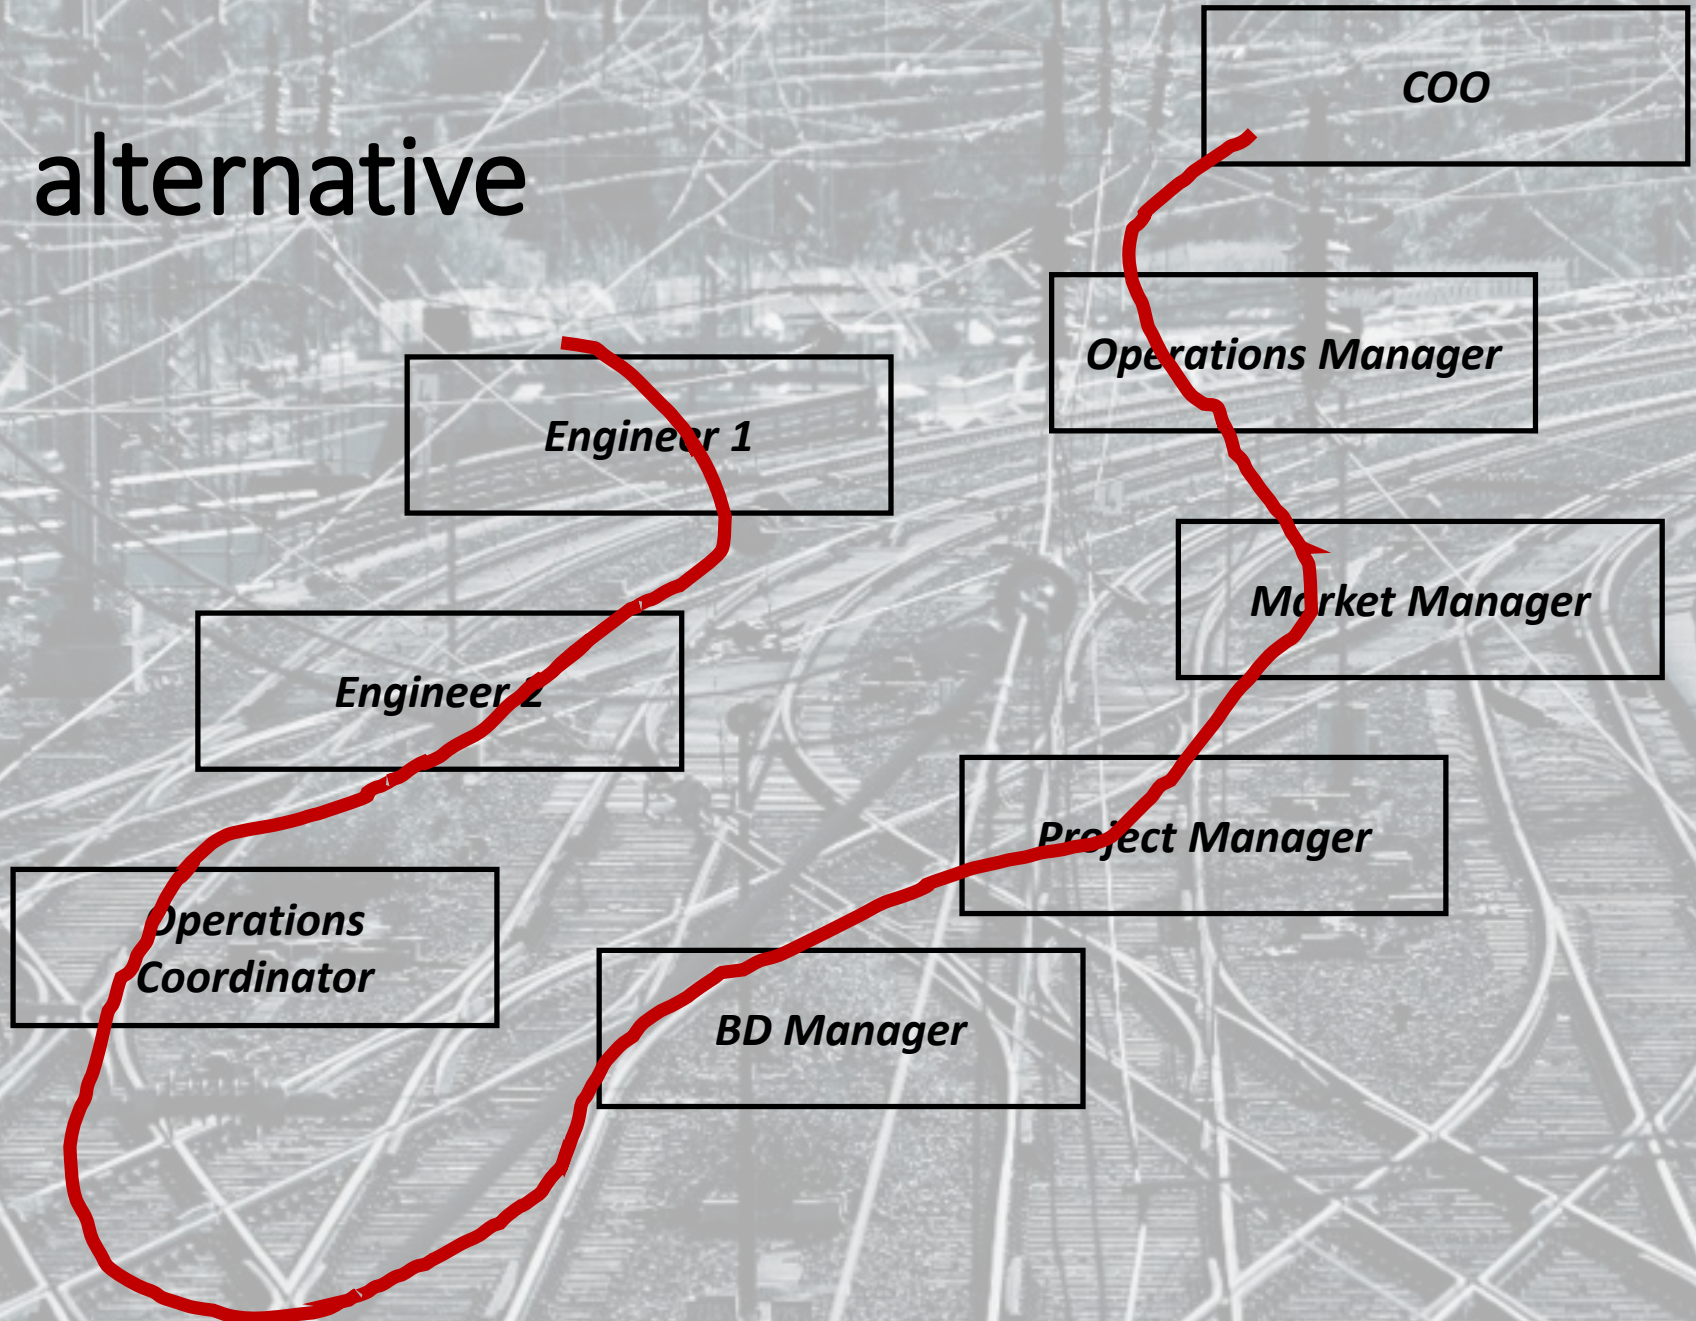 alternative
COO
Operations Manager
Engineer 1
Market Manager
Engineer 2
Project Manager
Operations
Coordinator
BD Manager